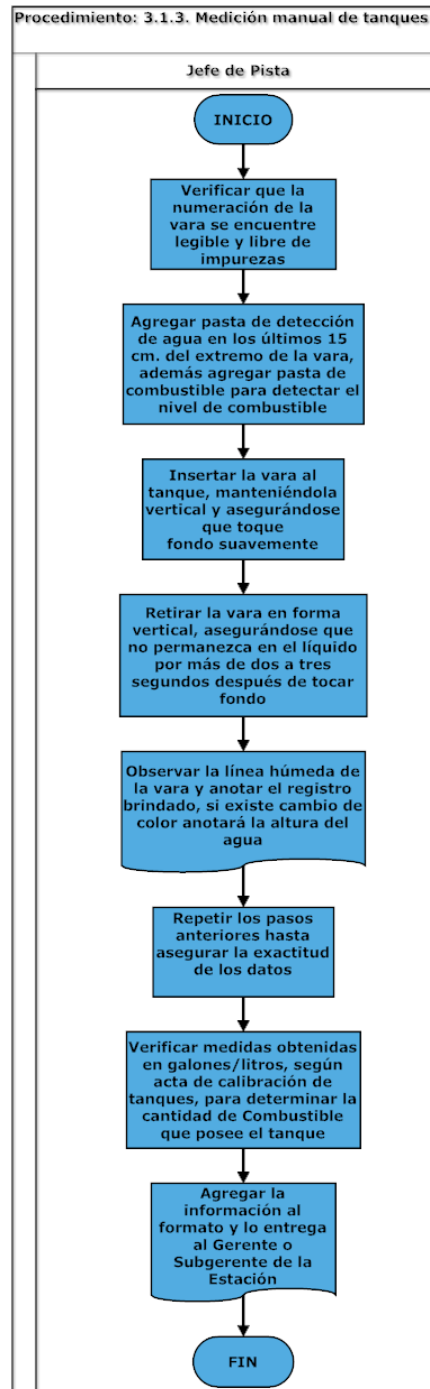 Procedimiento: 3.1.3. Medición manual de tanques
Jefe de Pista
INICIO
Verificar que la
numeración de la
vara se encuentre
legible y libre de
impurezas
Agregar pasta de detección
de agua en los últimos 15
cm. del extremo de la vara,
además agregar pasta de
combustible para detectar el
nivel de combustible
Insertar la vara al
tanque, manteniéndola
vertical y asegurándose
que toque
fondo suavemente
Retirar la vara en forma
vertical, asegurándose que
no permanezca en el líquido
por más de dos a tres
segundos después de tocar
fondo
Observar la línea húmeda de
la vara y anotar el registro
brindado, si existe cambio de
color anotará la altura del
agua
Repetir los pasos
anteriores hasta
asegurar la exactitud
de los datos
Verificar medidas obtenidas
en galones/litros, según
acta de calibración de
tanques, para determinar la
cantidad de Combustible
que posee el tanque
Agregar la
información al
formato y lo entrega
al Gerente o
Subgerente de la
Estación
FIN